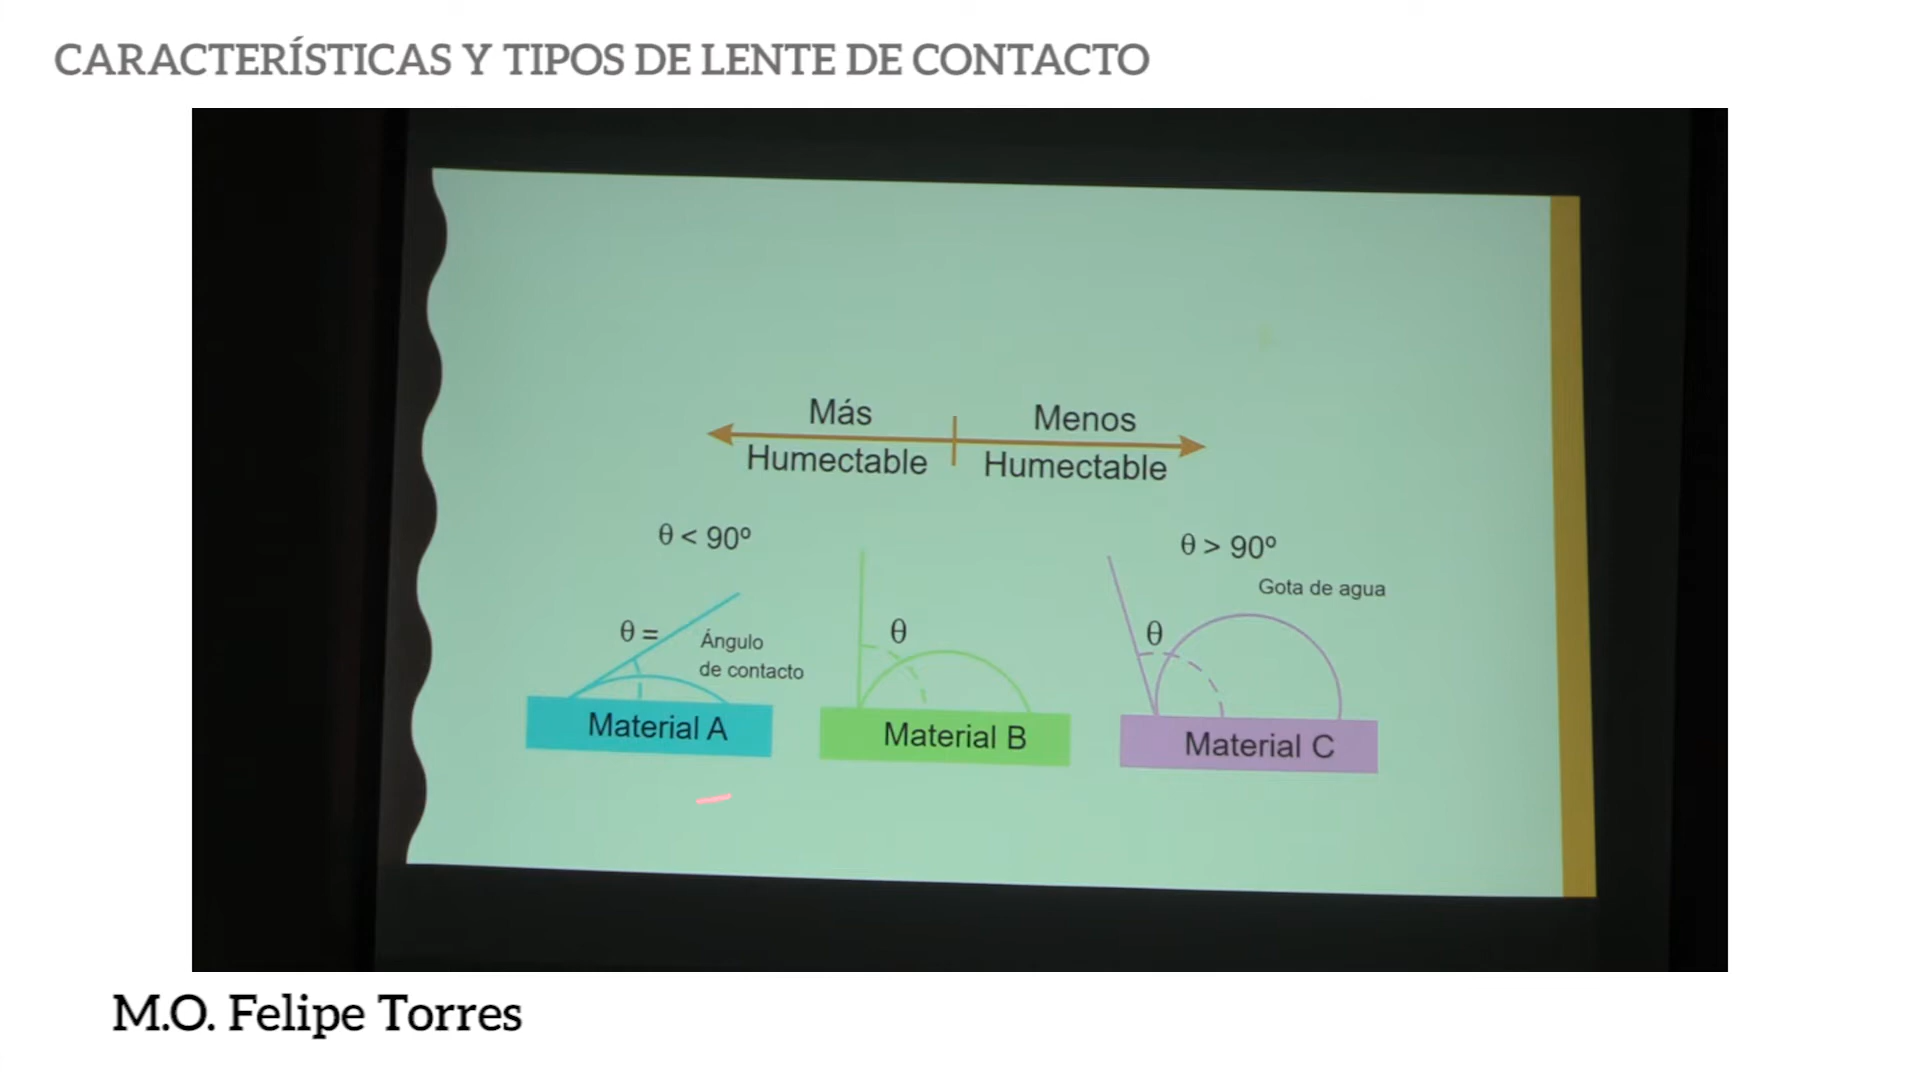 CARACTERÍSTICAS Y TIPOS DE LENTE DE CONTACTO
Más
Menos
Humectable
Humectable
θ < 90º
θ > 90º
Gota de agua
θ =
Ángulo
de contacto
θ
θ
Material A
Material B
Material C
M.O. Felipe Torres